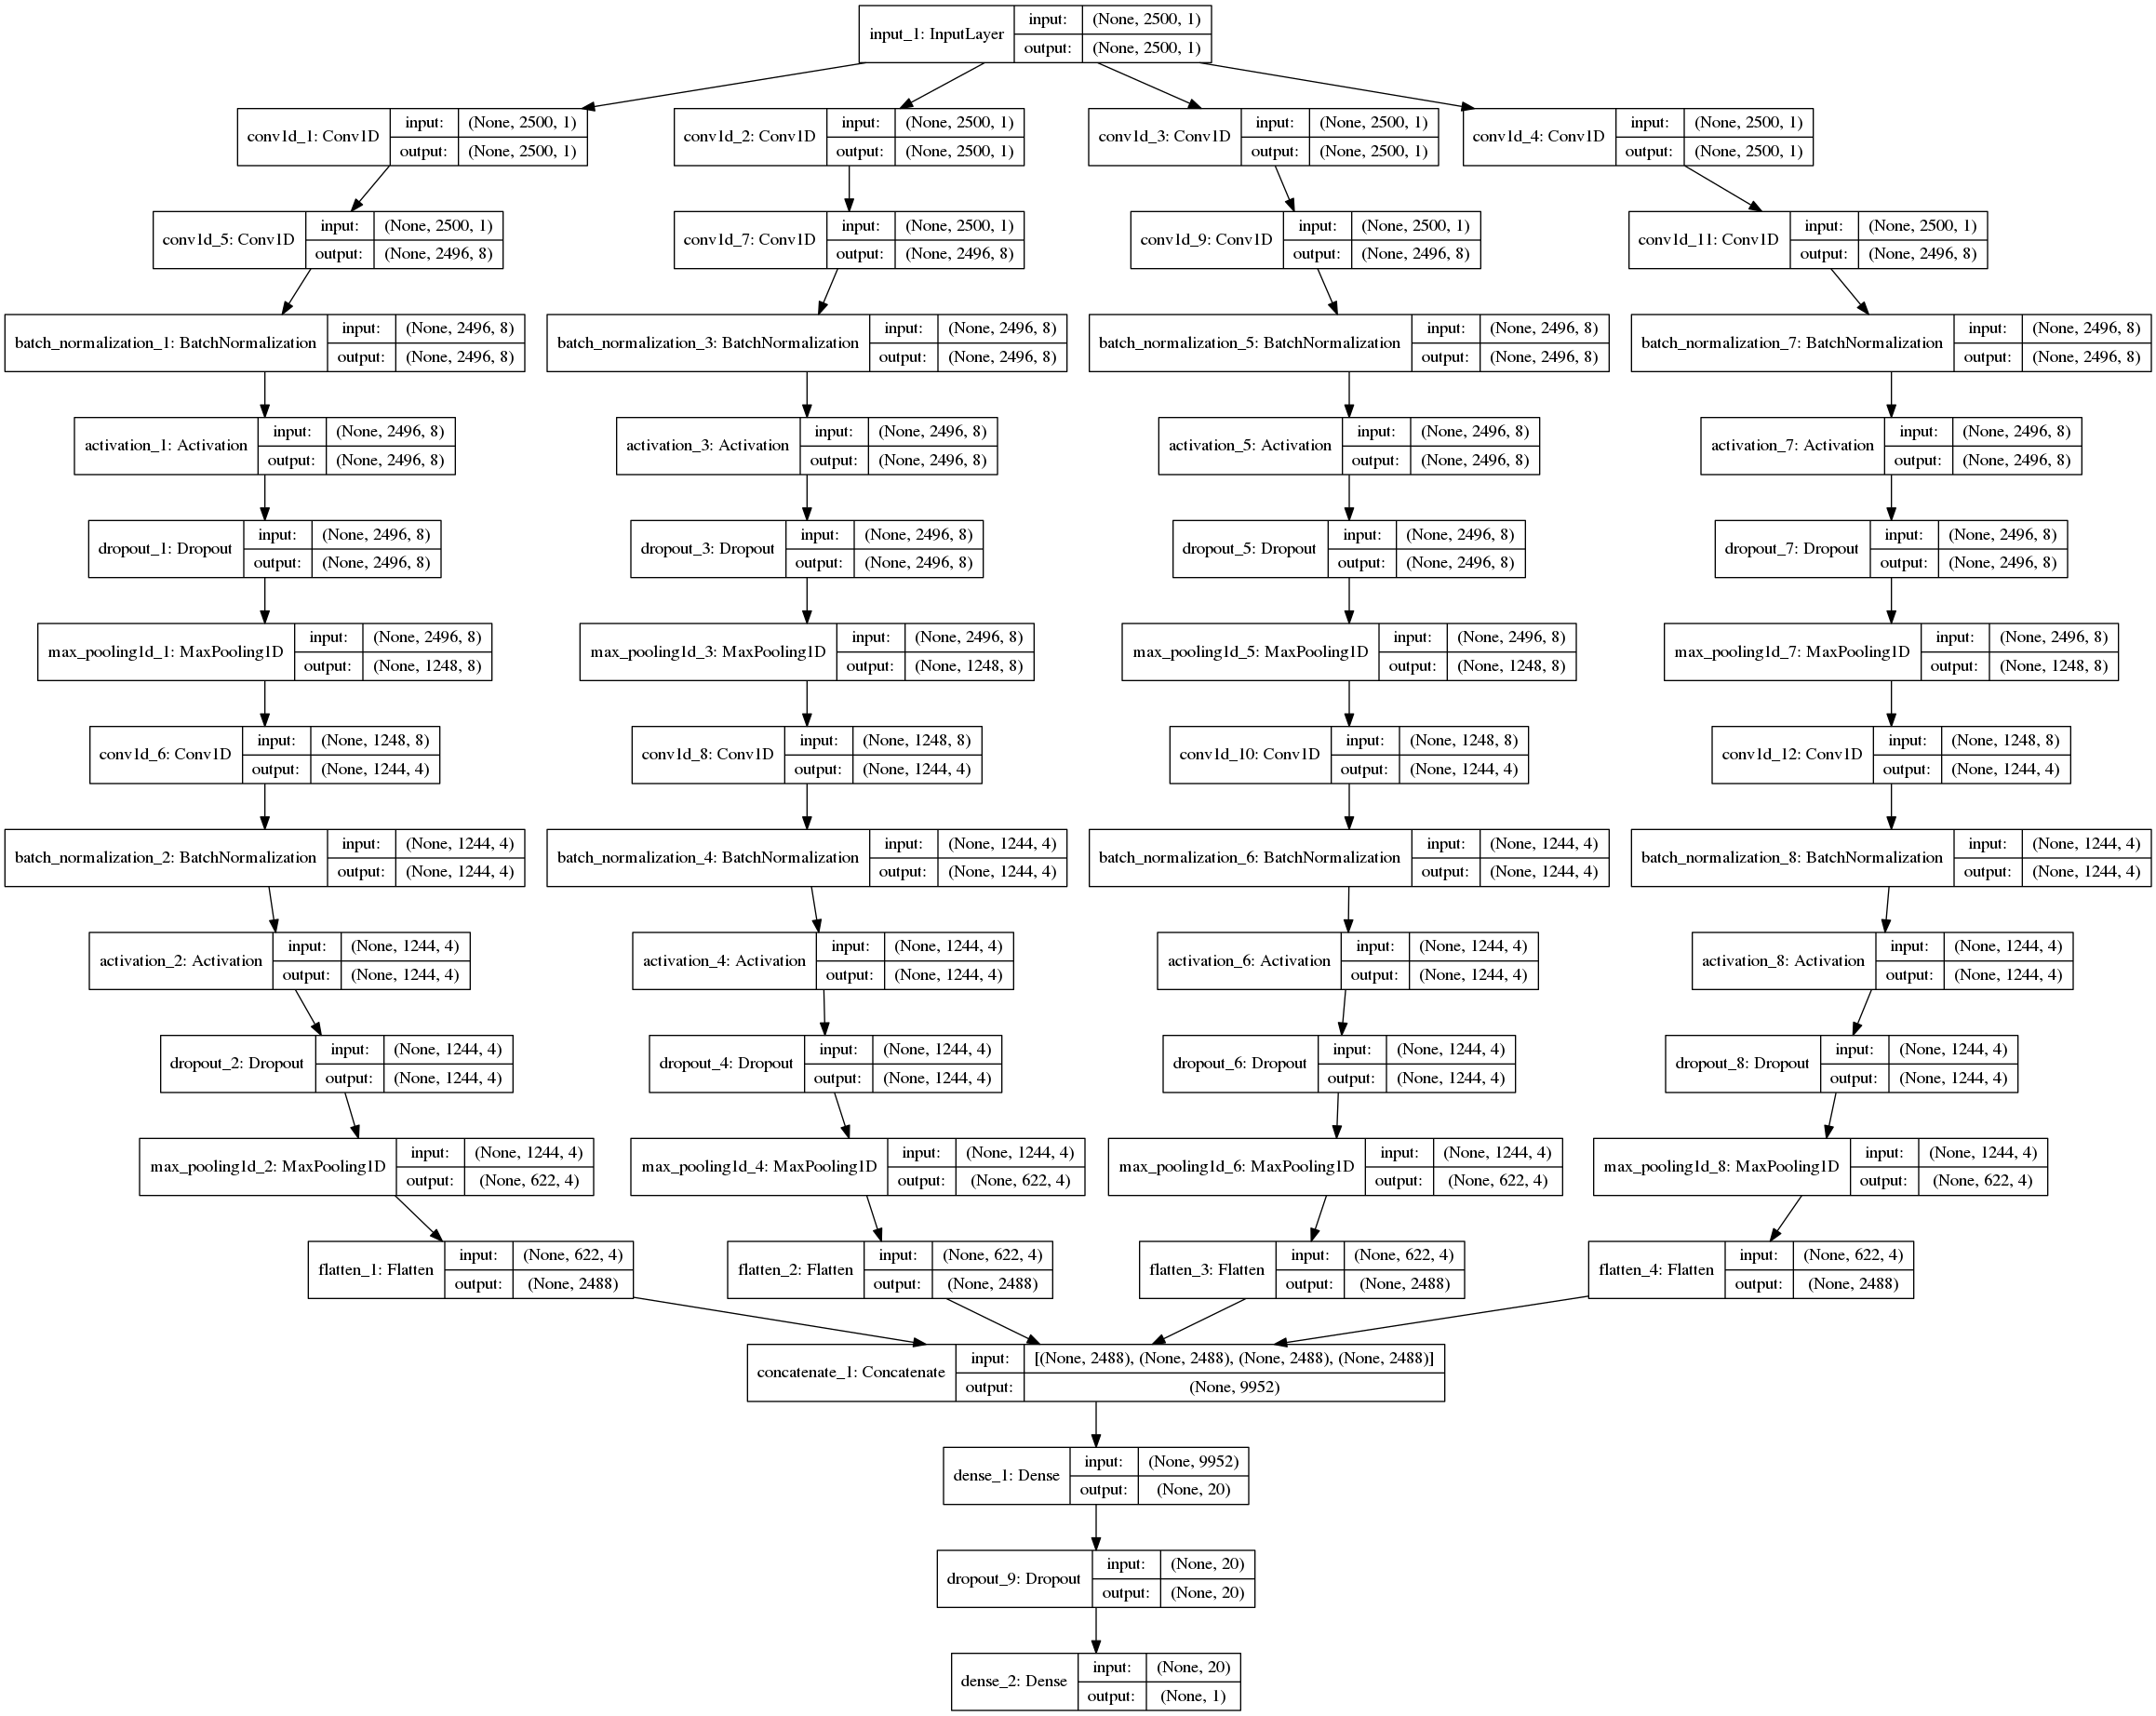 input_1: InputLayer input: (None, 2500, 1)
output: (None, 2500, 1)
conv1d_1: Conv1D input: (None, 2500, 1)
output: (None, 2500, 1)
conv1d_2: Conv1D input: (None, 2500, 1)
output: (None, 2500, 1)
conv1d_3: Conv1D input: (None, 2500, 1)
output: (None, 2500, 1)
conv1d_4: Conv1D input: (None, 2500, 1)
output: (None, 2500, 1)
conv1d_5: Conv1D input: (None, 2500, 1)
output: (None, 2496, 8)
conv1d_7: Conv1D input: (None, 2500, 1)
output: (None, 2496, 8)
conv1d_9: Conv1D input: (None, 2500, 1)
output: (None, 2496, 8)
conv1d_11: Conv1D input: (None, 2500, 1)
output: (None, 2496, 8)
batch_normalization_1: BatchNormalization input: (None, 2496, 8)
output: (None, 2496, 8)
batch_normalization_3: BatchNormalization input: (None, 2496, 8)
output: (None, 2496, 8)
batch_normalization_5: BatchNormalization input: (None, 2496, 8)
output: (None, 2496, 8)
batch_normalization_7: BatchNormalization input: (None, 2496, 8)
output: (None, 2496, 8)
activation_1: Activation input: (None, 2496, 8)
output: (None, 2496, 8)
activation_3: Activation input: (None, 2496, 8)
output: (None, 2496, 8)
activation_5: Activation input: (None, 2496, 8)
output: (None, 2496, 8)
activation_7: Activation input: (None, 2496, 8)
output: (None, 2496, 8)
dropout_1: Dropout input: (None, 2496, 8)
output: (None, 2496, 8)
dropout_3: Dropout input: (None, 2496, 8)
output: (None, 2496, 8)
dropout_5: Dropout input: (None, 2496, 8)
output: (None, 2496, 8)
dropout_7: Dropout input: (None, 2496, 8)
output: (None, 2496, 8)
max_pooling1d_1: MaxPooling1D input: (None, 2496, 8)
output: (None, 1248, 8)
max_pooling1d_3: MaxPooling1D input: (None, 2496, 8)
output: (None, 1248, 8)
max_pooling1d_5: MaxPooling1D input: (None, 2496, 8)
output: (None, 1248, 8)
max_pooling1d_7: MaxPooling1D input: (None, 2496, 8)
output: (None, 1248, 8)
conv1d_6: Conv1D input: (None, 1248, 8)
output: (None, 1244, 4)
conv1d_8: Conv1D input: (None, 1248, 8)
output: (None, 1244, 4)
conv1d_10: Conv1D input: (None, 1248, 8)
output: (None, 1244, 4)
conv1d_12: Conv1D input: (None, 1248, 8)
output: (None, 1244, 4)
batch_normalization_2: BatchNormalization input: (None, 1244, 4)
output: (None, 1244, 4)
batch_normalization_4: BatchNormalization input: (None, 1244, 4)
output: (None, 1244, 4)
batch_normalization_6: BatchNormalization input: (None, 1244, 4)
output: (None, 1244, 4)
batch_normalization_8: BatchNormalization input: (None, 1244, 4)
output: (None, 1244, 4)
activation_2: Activation input: (None, 1244, 4)
output: (None, 1244, 4)
activation_4: Activation input: (None, 1244, 4)
output: (None, 1244, 4)
activation_6: Activation input: (None, 1244, 4)
output: (None, 1244, 4)
activation_8: Activation input: (None, 1244, 4)
output: (None, 1244, 4)
dropout_2: Dropout input: (None, 1244, 4)
output: (None, 1244, 4)
dropout_4: Dropout input: (None, 1244, 4)
output: (None, 1244, 4)
dropout_6: Dropout input: (None, 1244, 4)
output: (None, 1244, 4)
dropout_8: Dropout input: (None, 1244, 4)
output: (None, 1244, 4)
max_pooling1d_2: MaxPooling1D input: (None, 1244, 4)
output: (None, 622, 4)
max_pooling1d_4: MaxPooling1D input: (None, 1244, 4)
output: (None, 622, 4)
max_pooling1d_6: MaxPooling1D input: (None, 1244, 4)
output: (None, 622, 4)
max_pooling1d_8: MaxPooling1D input: (None, 1244, 4)
output: (None, 622, 4)
flatten_1: Flatten input: (None, 622, 4)
output: (None, 2488)
flatten_2: Flatten input: (None, 622, 4)
output: (None, 2488)
flatten_3: Flatten input: (None, 622, 4)
output: (None, 2488)
flatten_4: Flatten input: (None, 622, 4)
output: (None, 2488)
concatenate_1: Concatenate input: [(None, 2488), (None, 2488), (None, 2488), (None, 2488)]
output: (None, 9952)
dense_1: Dense input: (None, 9952)
output: (None, 20)
dropout_9: Dropout input: (None, 20)
output: (None, 20)
dense_2: Dense input: (None, 20)
output: (None, 1)